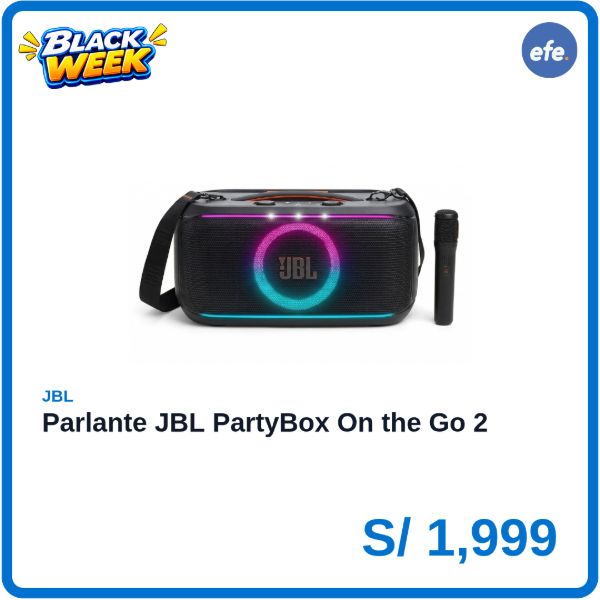 BLACK
WEEK
efe.
JBL
JBL
Parlante JBL PartyBox On the Go 2
S/ 1,999